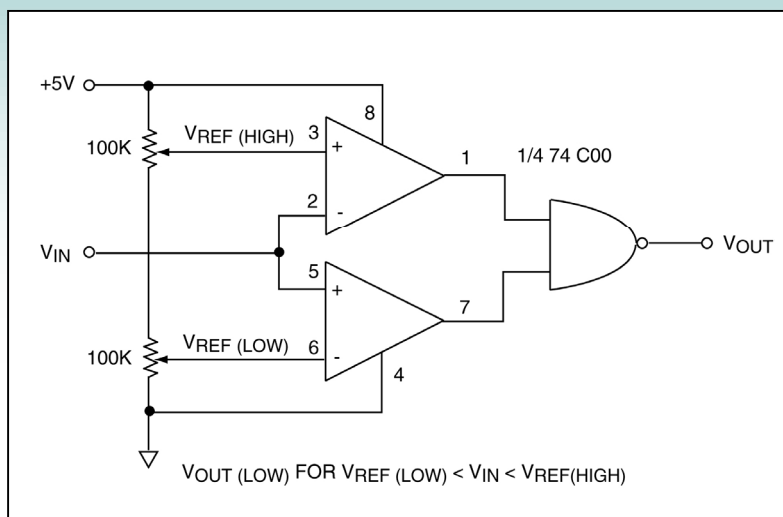 +5V
8
VREF (HIGH) 3 +
100K
1
1/4 74 C00
2 -
VIN
VOUT
5 +
7
VREF (LOW) 6 -
100K
4
VOUT (LOW) FOR VREF (LOW) < VIN < VREF(HIGH)